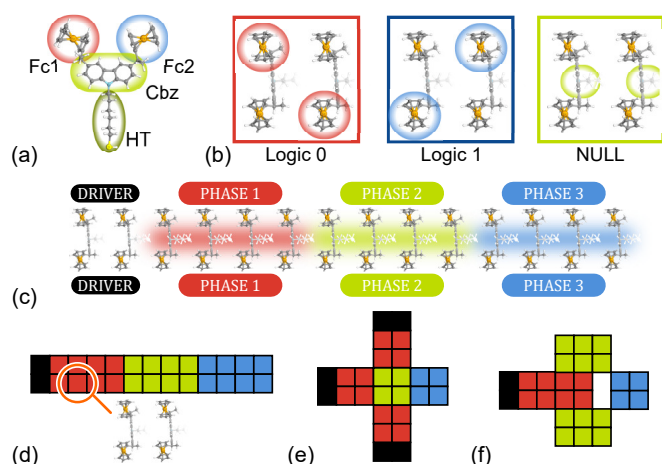 Fc1
Fc2
Cbz
HT
(a)
(b)
Logic 0
Logic 1
NULL
DRIVER
PHASE 1
PHASE 2
PHASE 3
(c)
DRIVER
PHASE 1
PHASE 2
PHASE 3
(d)
(e)
(f)